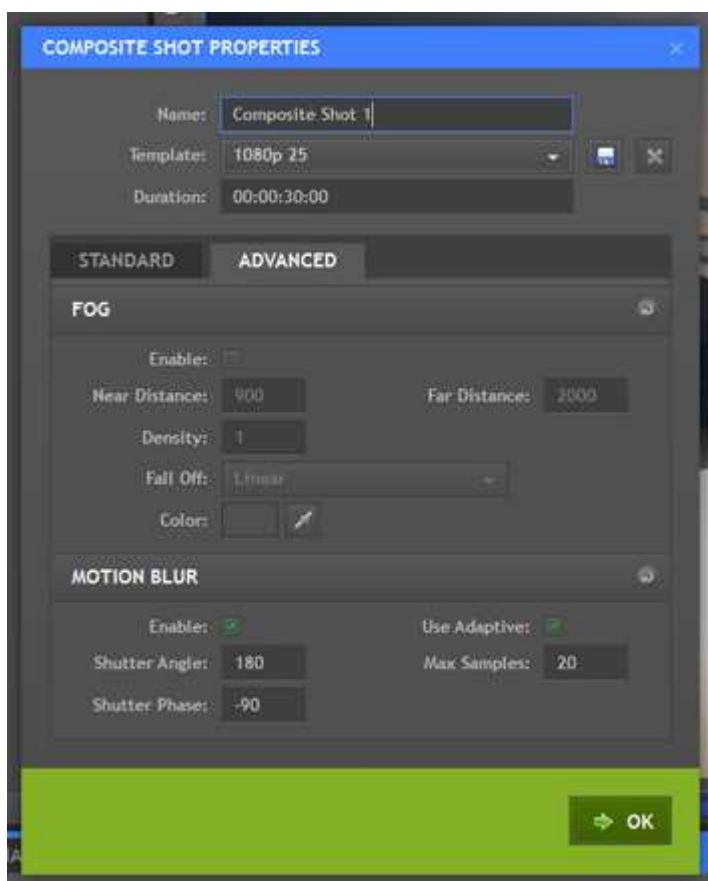 COMPOSITE SHOT PROPERTIES
Name: Composite Shot 1
Template: 1080p 25
Duration: 00:00:30:00
STANDARD ADVANCED
FOG
Enable:
Near Distance: 900 Far Distance: 2000
Density: 1
Fall Off: Linear
Color:
MOTION BLUR
Enable: Use Adaptive:
Shutter Angle: 180 Max Samples: 20
Shutter Phase: -90
OK